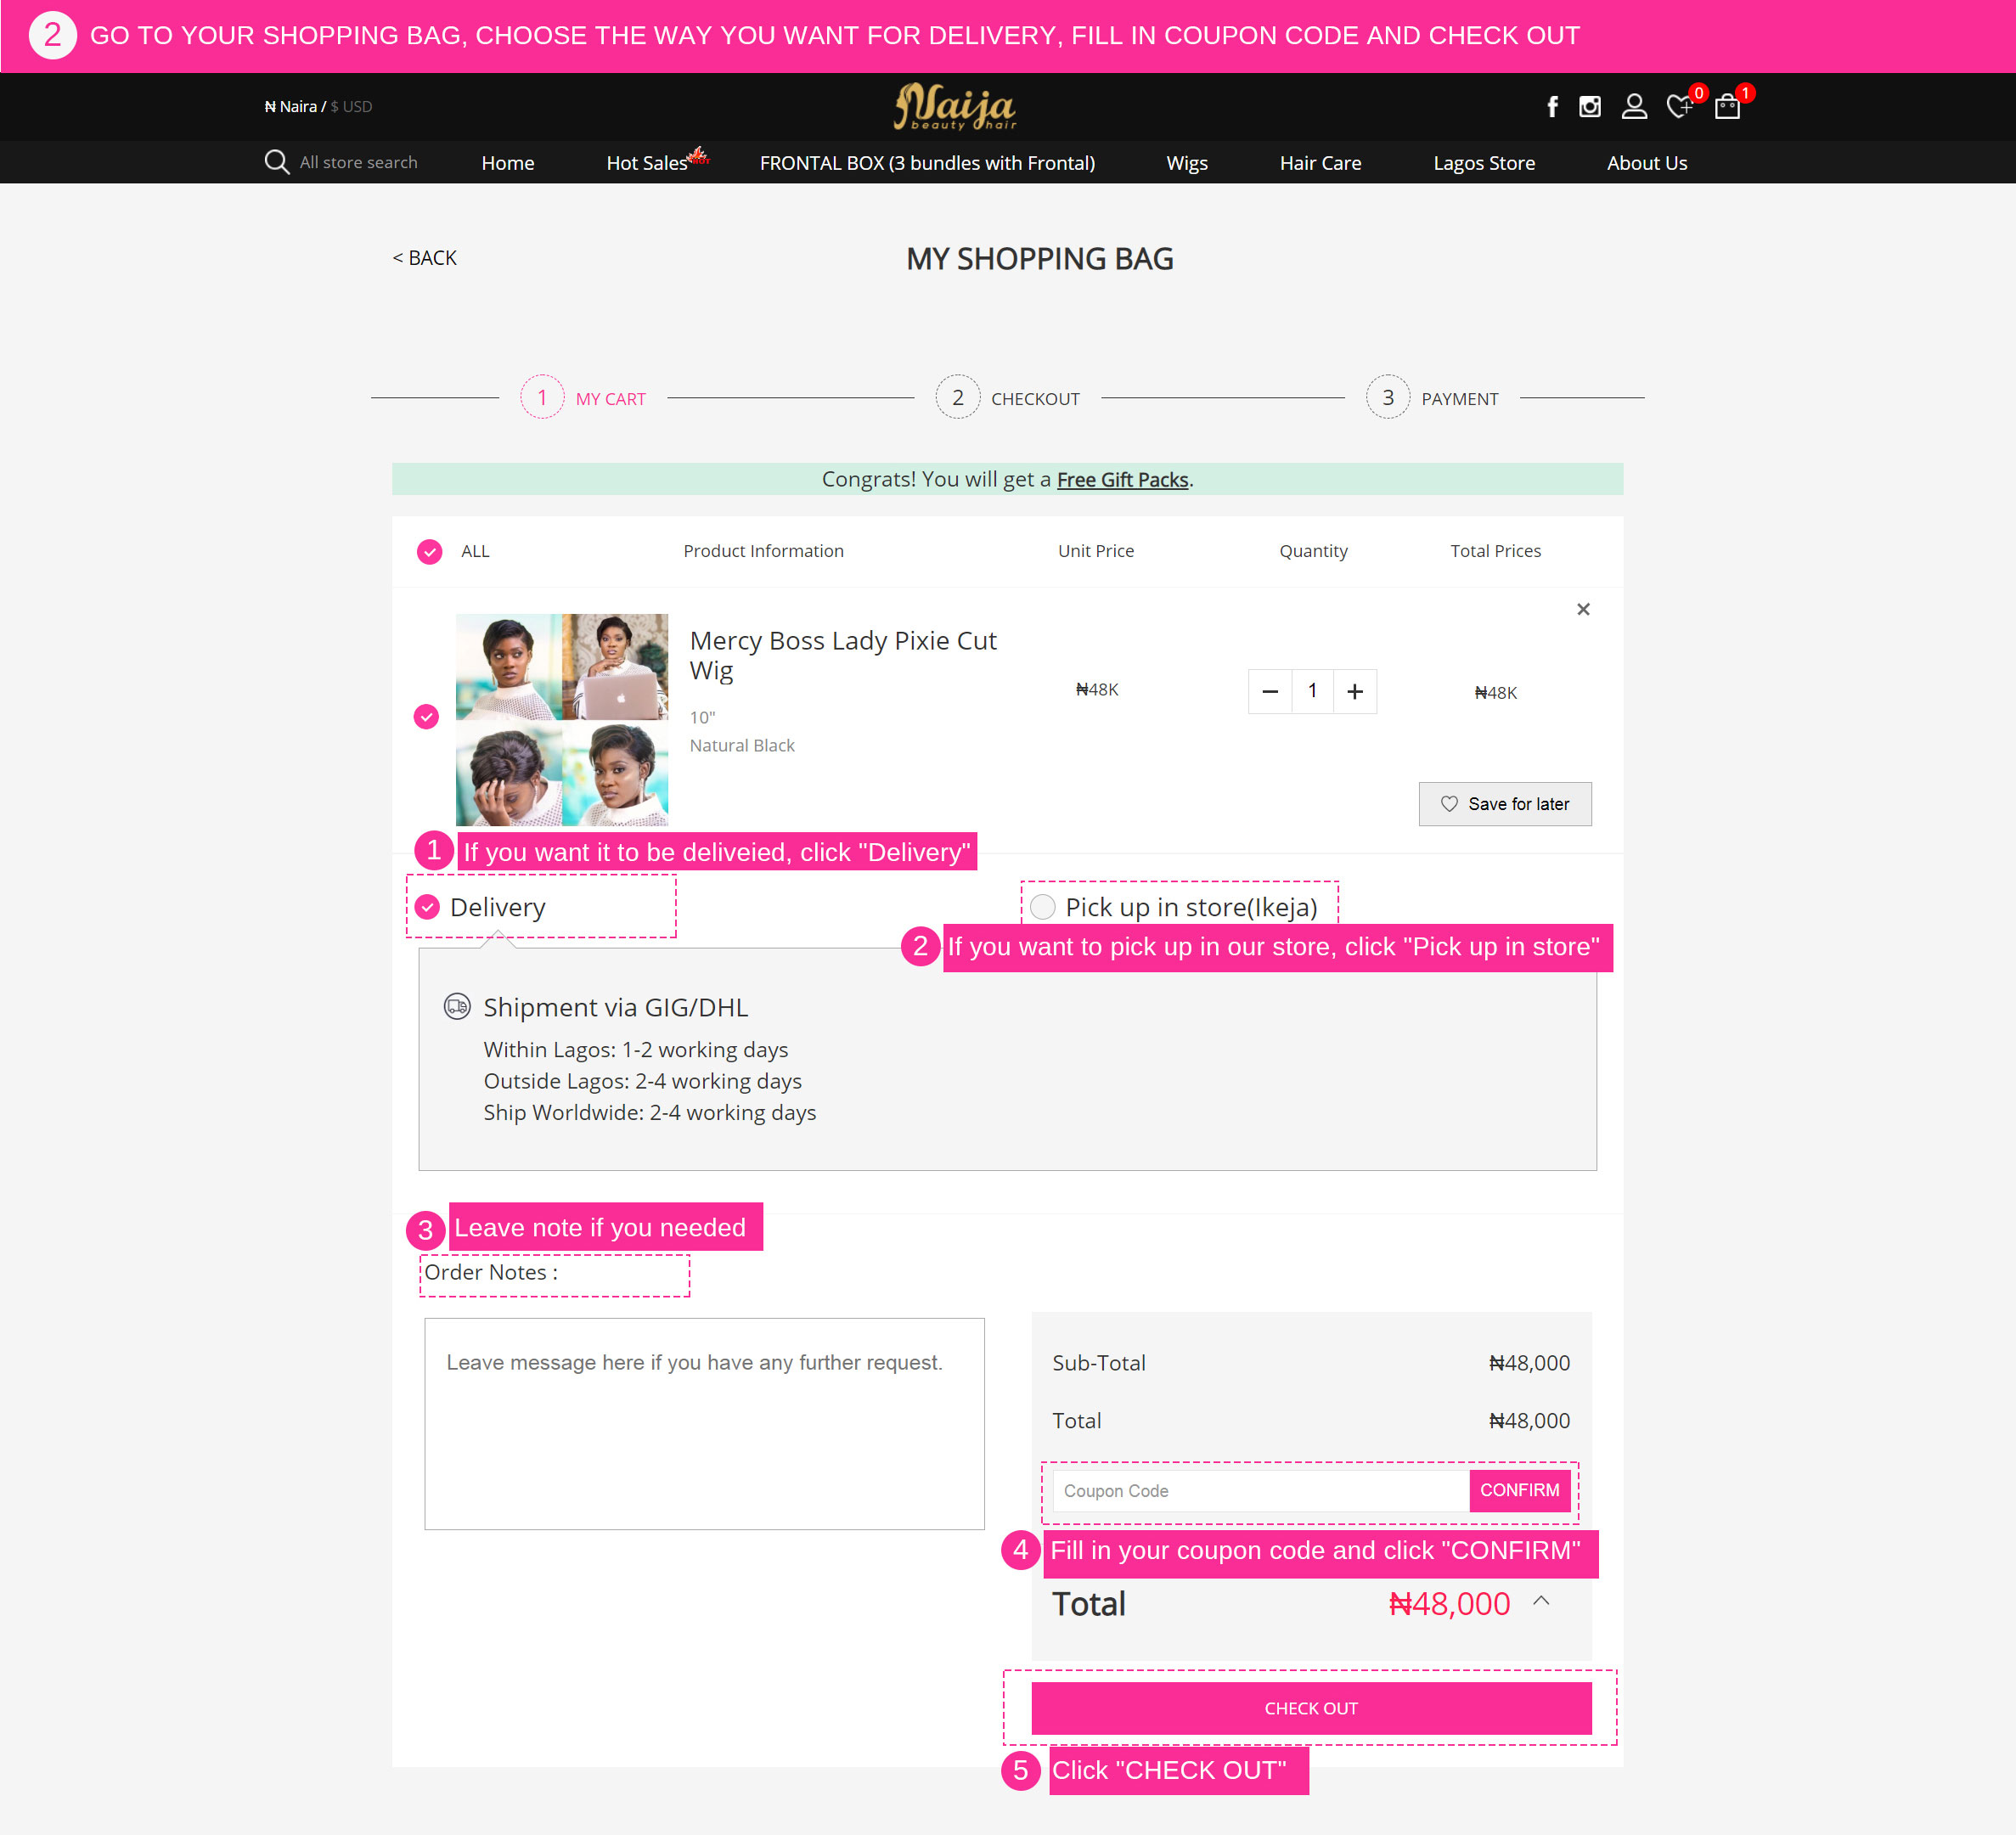 2 GO TO YOUR SHOPPING BAG, CHOOSE THE WAY YOU WANT FOR DELIVERY, FILL IN COUPON CODE AND CHECK OUT
₦ Naira / $ USD
Naija
beauty hair
0
1
All store search
Home
Hot Sales
HOT
FRONTAL BOX (3 bundles with Frontal)
Wigs
Hair Care
Lagos Store
About Us
< BACK
MY SHOPPING BAG
1 MY CART
2 CHECKOUT
3 PAYMENT
Congrats! You will get a Free Gift Packs.
ALL
Product Information
Unit Price
Quantity
Total Prices
×
Mercy Boss Lady Pixie Cut
Wig
10"
Natural Black
₦48K
− 1 +
₦48K
Save for later
1 If you want it to be deliveied, click "Delivery"
Delivery
Pick up in store(Ikeja)
2 If you want to pick up in our store, click "Pick up in store"
Shipment via GIG/DHL
Within Lagos: 1-2 working days
Outside Lagos: 2-4 working days
Ship Worldwide: 2-4 working days
3 Leave note if you needed
Order Notes :
Leave message here if you have any further request.
Sub-Total ₦48,000
Total ₦48,000
Coupon Code
CONFIRM
4 Fill in your coupon code and click "CONFIRM"
Total ₦48,000
CHECK OUT
5 Click "CHECK OUT"